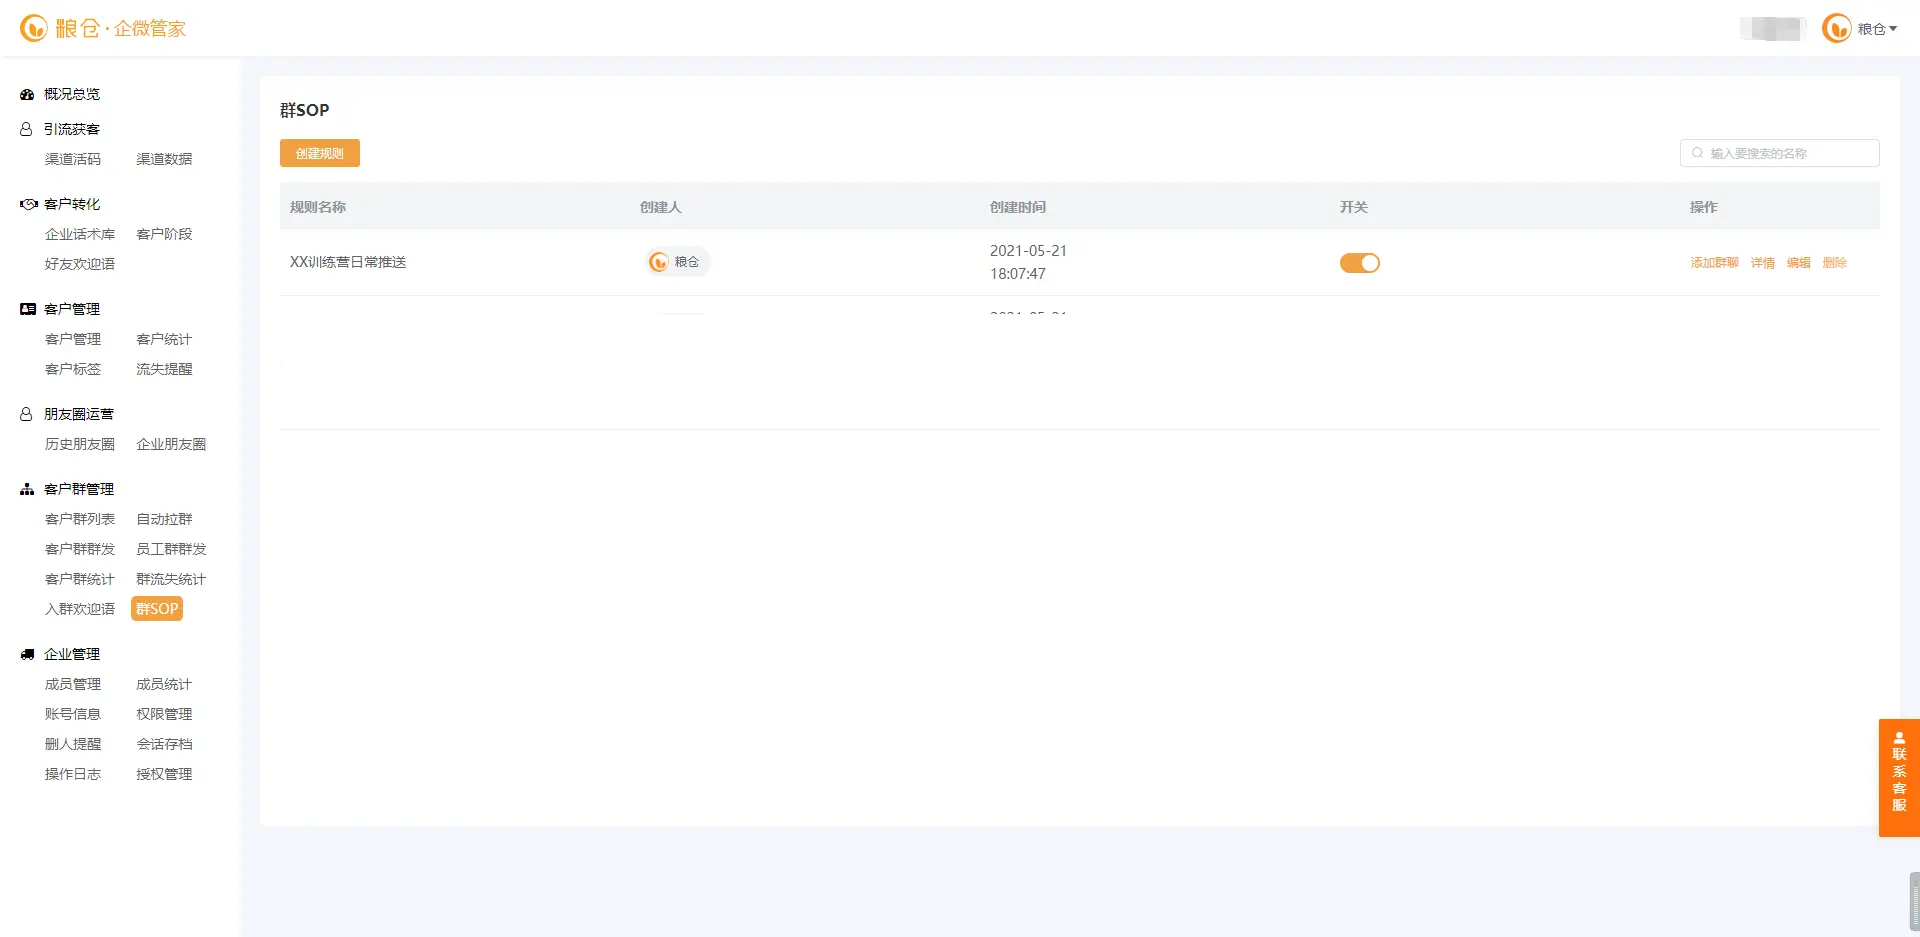 粮仓·企微管家
粮仓
概况总览
引流获客
渠道活码 渠道数据
客户转化
企业话术库 客户阶段
好友欢迎语
客户管理
客户管理 客户统计
客户标签 流失提醒
朋友圈运营
历史朋友圈 企业朋友圈
客户群管理
客户群列表 自动拉群
客户群群发 员工群群发
客户群统计 群流失统计
入群欢迎语 群SOP
企业管理
成员管理 成员统计
账号信息 权限管理
删人提醒 会话存档
操作日志 授权管理
群SOP
创建规则
输入要搜索的名称
规则名称 创建人 创建时间 开关 操作
XX训练营日常推送 粮仓 2021-05-21 18:07:47 添加群聊 详情 编辑 删除
联系客服